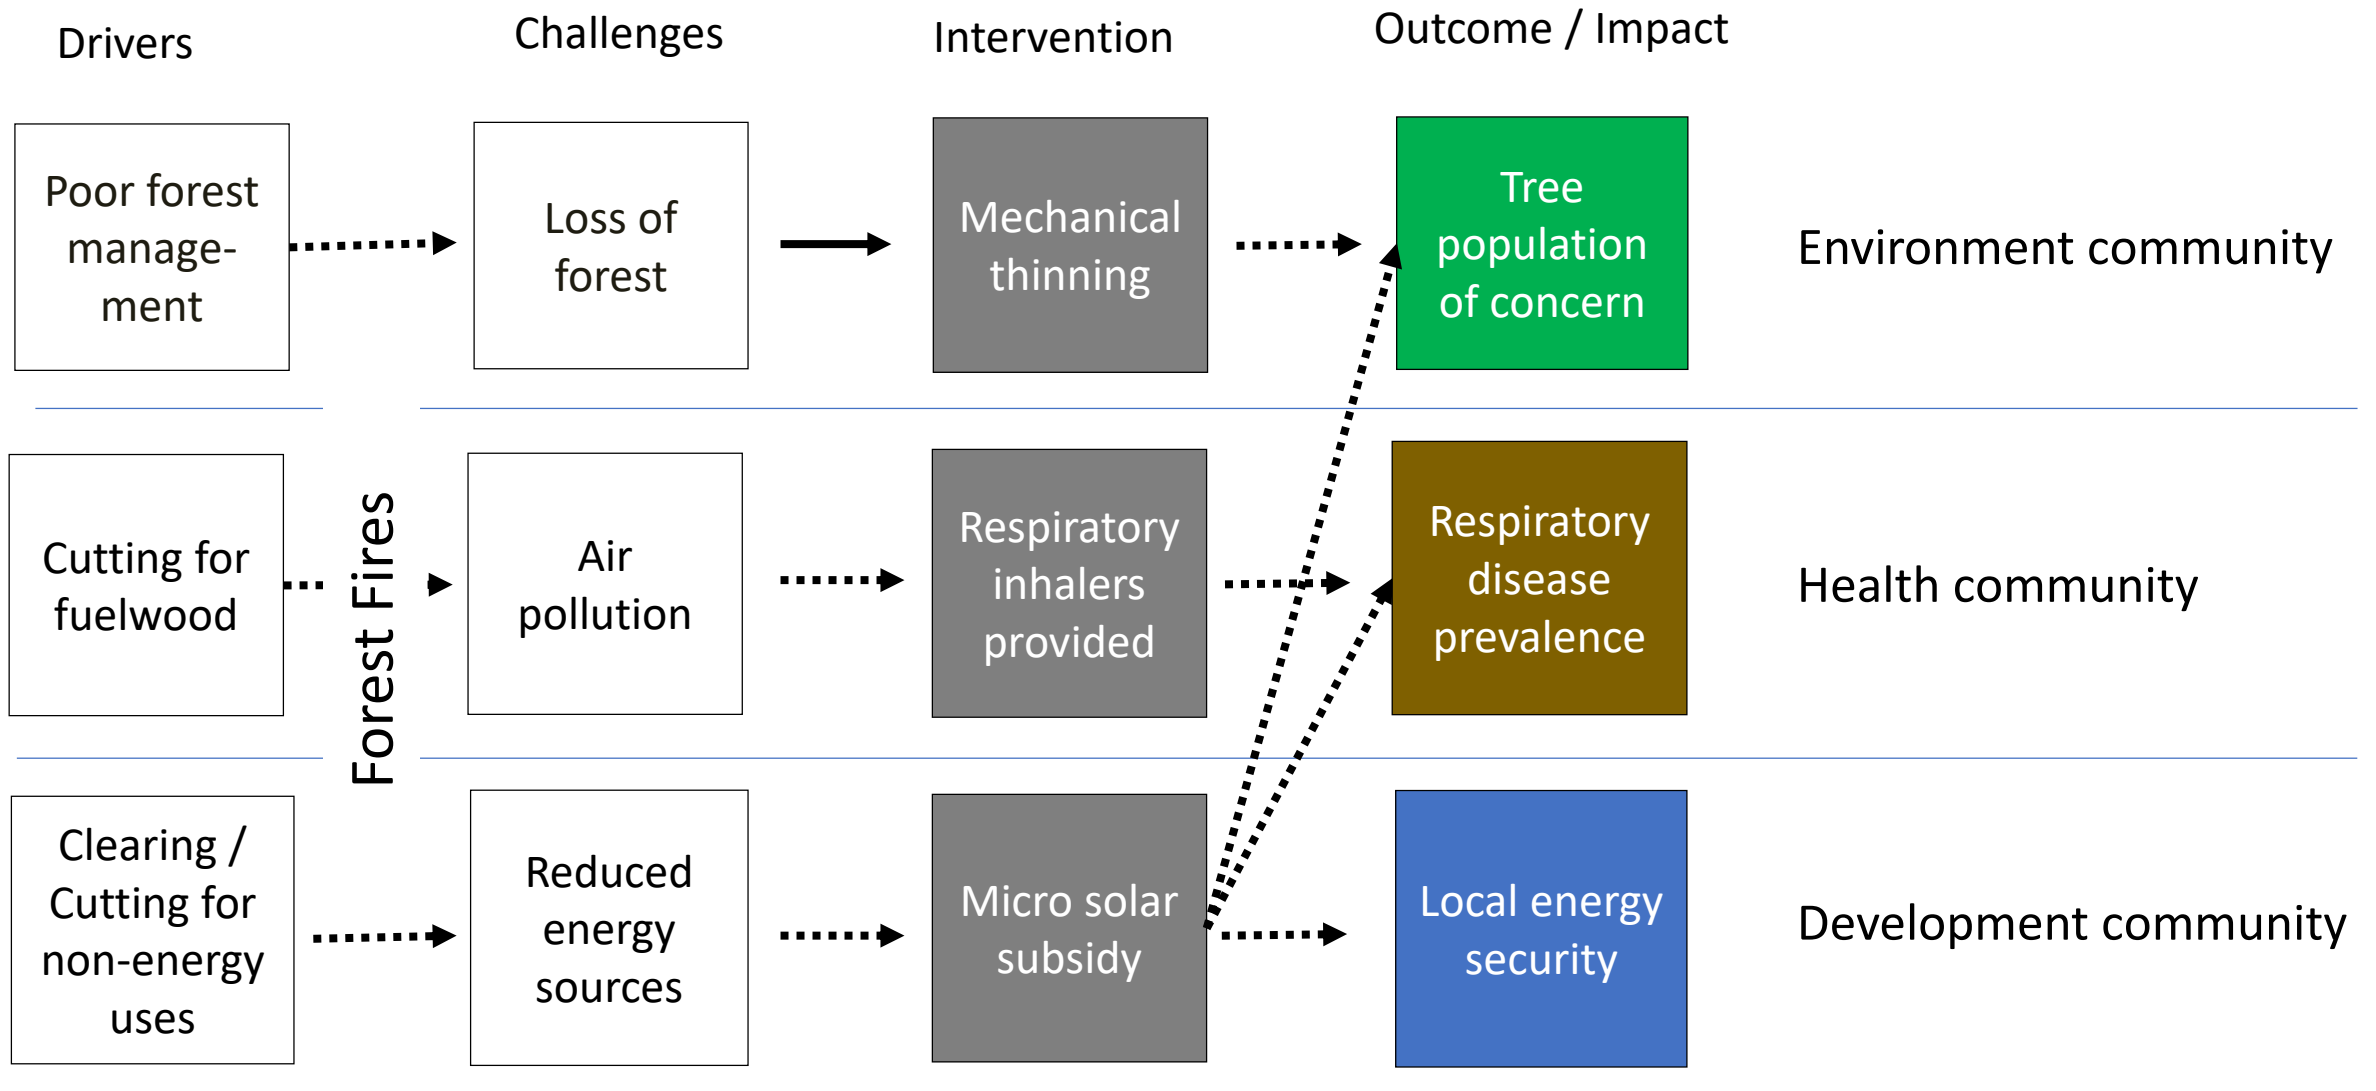 Drivers
Challenges
Intervention
Outcome / Impact
Poor forest
manage-
ment
Loss of
forest
Mechanical
thinning
Tree
population
of concern
Environment community
Cutting for
fuelwood
Forest Fires
Air
pollution
Respiratory
inhalers
provided
Respiratory
disease
prevalence
Health community
Clearing /
Cutting for
non-energy
uses
Reduced
energy
sources
Micro solar
subsidy
Local energy
security
Development community